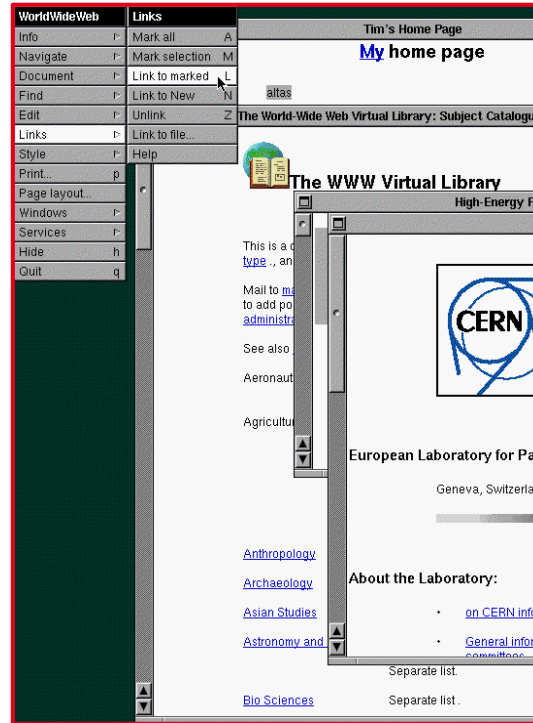 WorldWideWeb
Info
Navigate
Document
Find
Edit
Links
Style
Print... p
Page layout...
Windows
Services
Hide h
Quit q
Links
Mark all A
Mark selection M
Link to marked L
Link to New N
Unlink Z
Link to file...
Help
Tim's Home Page
My home page
altas
The World-Wide Web Virtual Library: Subject Catalogu
The WWW Virtual Library
This is a
type ., an
Mail to
to add po
administra
See also
Aeronaut
Agricultu
Anthropology
Archaeology
Asian Studies
Astronomy and
Bio Sciences
Separate list.
Separate list .
High-Energy
CERN
European Laboratory for Pa
Geneva, Switzerla
About the Laboratory:
• on CERN info
• General infor
committees